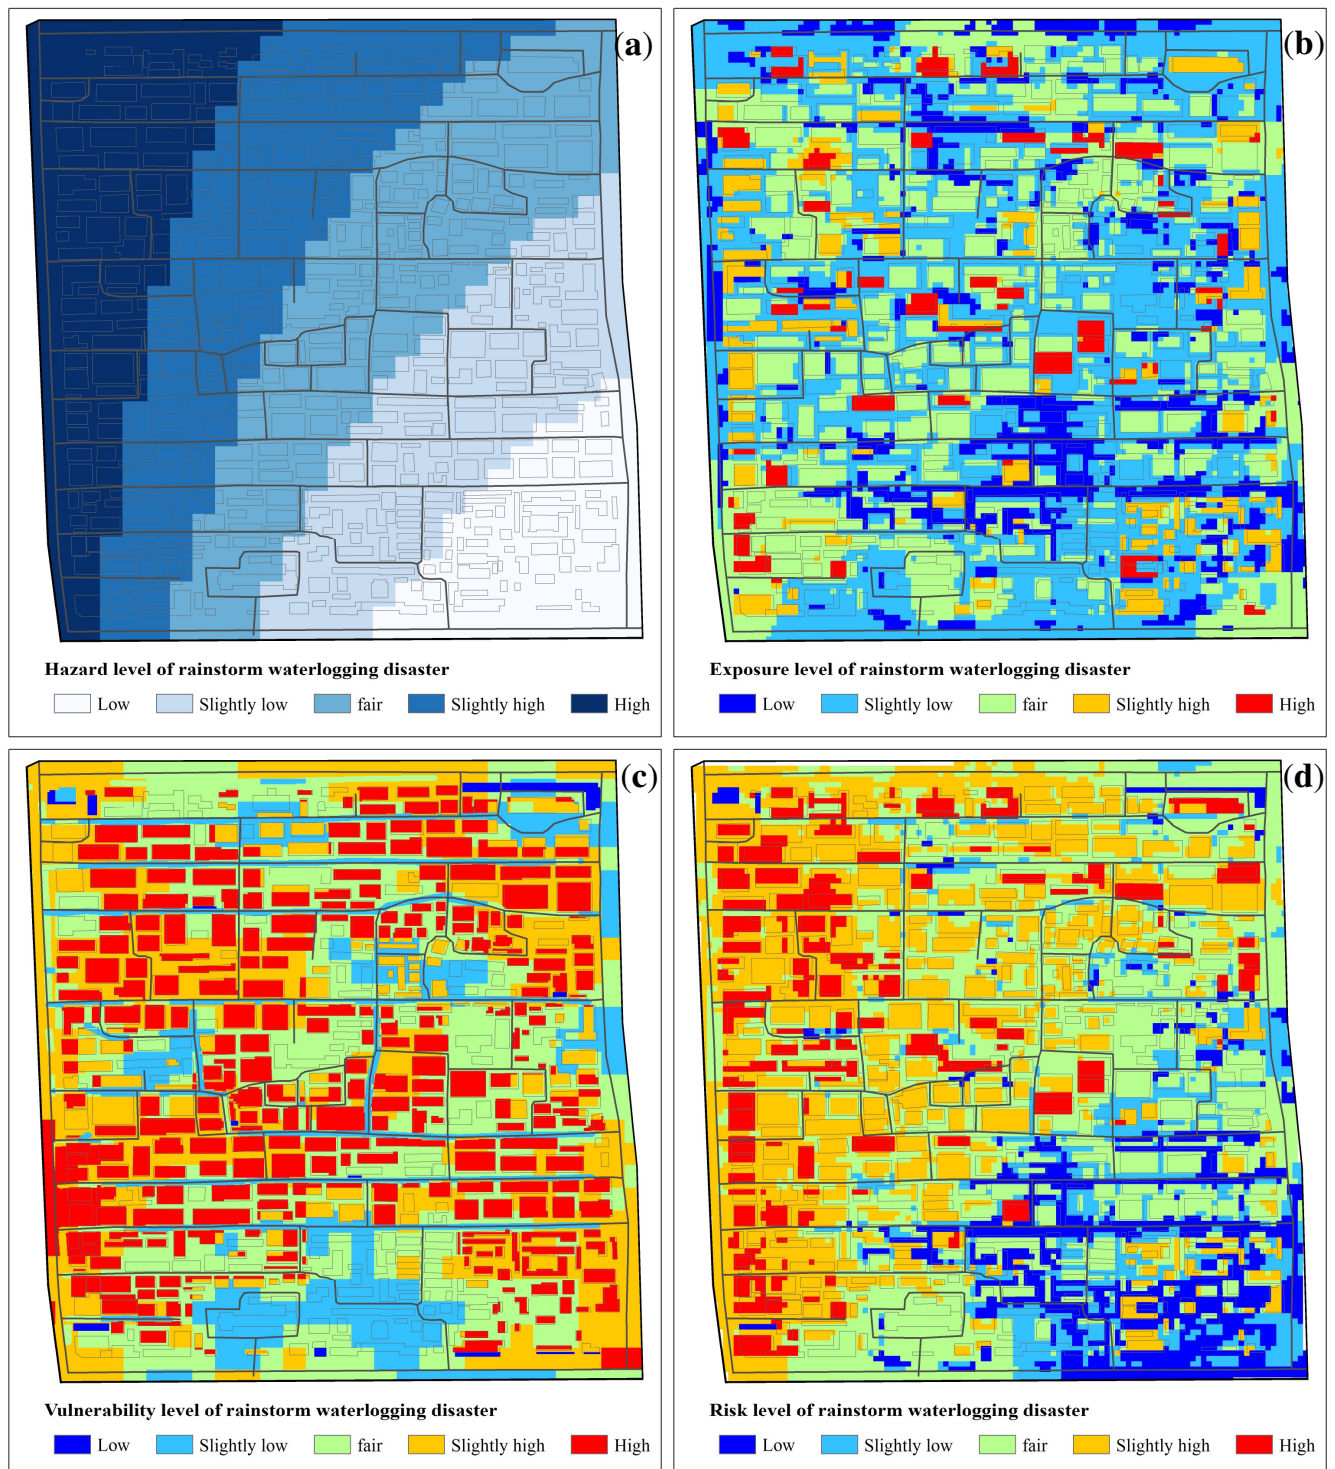 (a)
Hazard level of rainstorm waterlogging disaster
Low Slightly low fair Slightly high High
(b)
Exposure level of rainstorm waterlogging disaster
Low Slightly low fair Slightly high High
(c)
Vulnerability level of rainstorm waterlogging disaster
Low Slightly low fair Slightly high High
(d)
Risk level of rainstorm waterlogging disaster
Low Slightly low fair Slightly high High